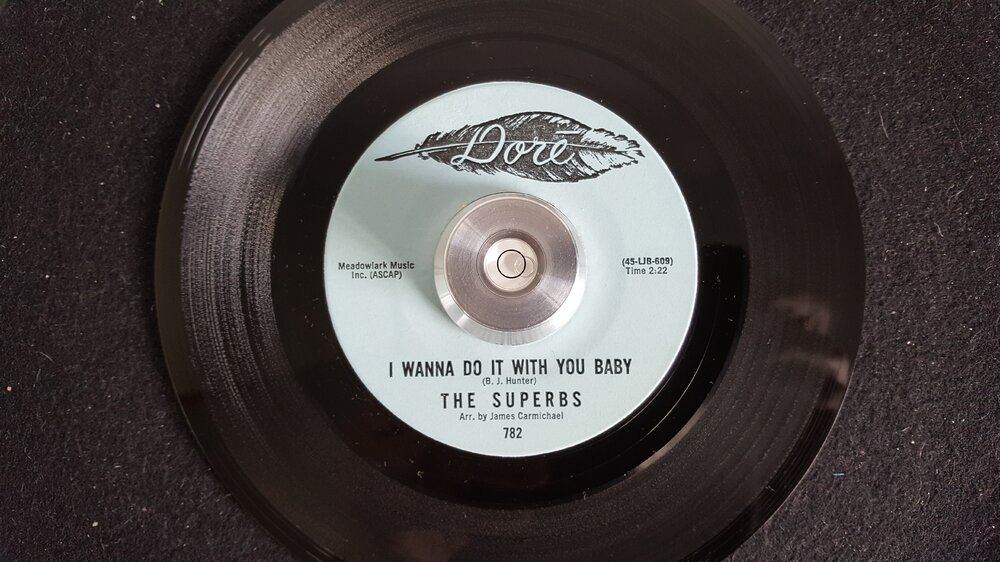 Doré
Meadowlark Music
Inc. (ASCAP)
(45-LJB-609)
Time 2:22
I WANNA DO IT WITH YOU BABY
(B. J. Hunter)
THE SUPERBS
Arr. by James Carmichael
782